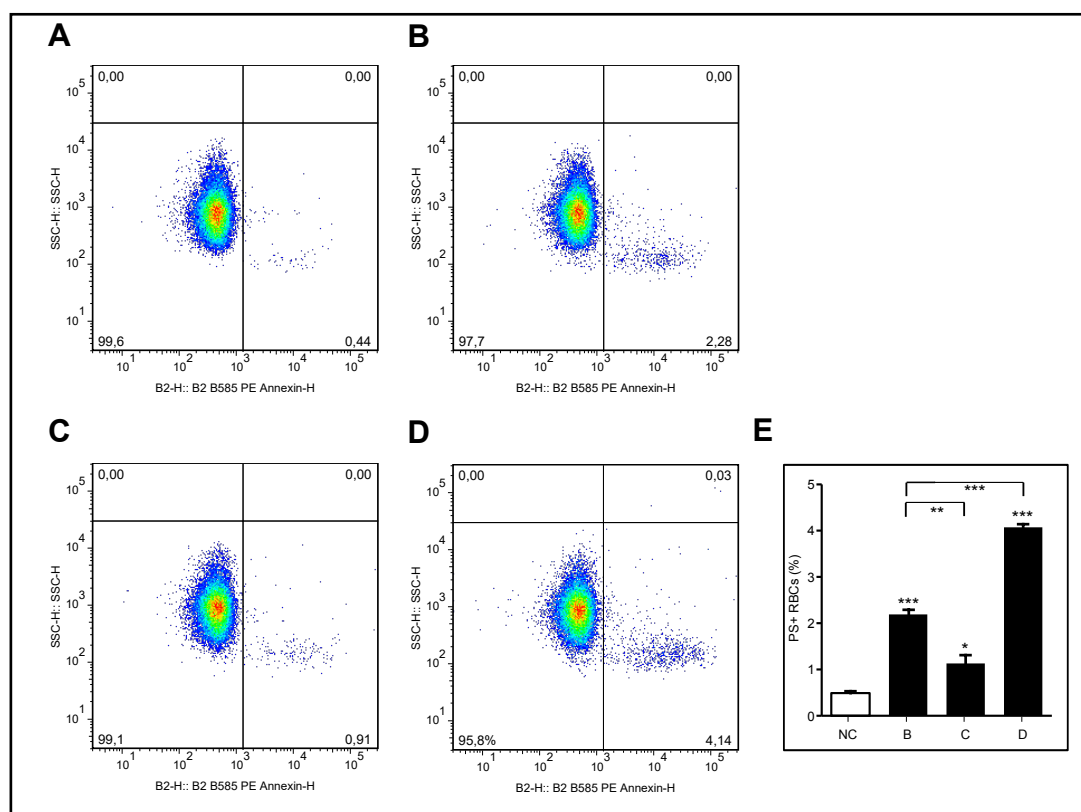 A
0,00 0,00
10^5
10^4
10^3
10^2
10^1
SSC-H:: SSC-H
99,6 0,44
10^1 10^2 10^3 10^4 10^5
B2-H:: B2 B585 PE Annexin-H
B
0,00 0,00
10^5
10^4
10^3
10^2
10^1
SSC-H:: SSC-H
97,7 2,28
10^1 10^2 10^3 10^4 10^5
B2-H:: B2 B585 PE Annexin-H
C
0,00 0,00
10^5
10^4
10^3
10^2
10^1
SSC-H:: SSC-H
99,1 0,91
10^1 10^2 10^3 10^4 10^5
B2-H:: B2 B585 PE Annexin-H
D
0,00 0,03
10^5
10^4
10^3
10^2
10^1
SSC-H:: SSC-H
95,8% 4,14
10^1 10^2 10^3 10^4 10^5
B2-H:: B2 B585 PE Annexin-H
E
***
**
***
***
*
5
4
3
2
1
0
PS+ RBCs (%)
NC B C D